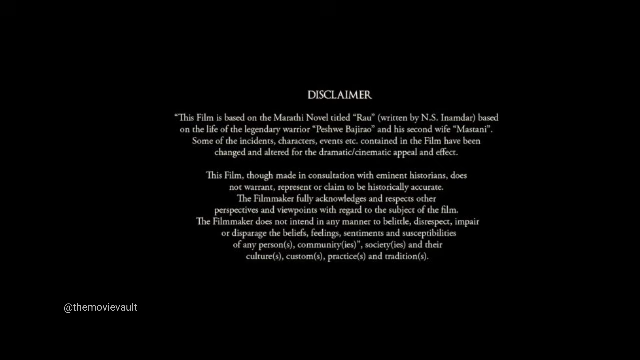 DISCLAIMER
"This Film is based on the Marathi Novel titled "Rau" (written by N.S. Inamdar) based
on the life of the legendary warrior "Peshwe Bajirao" and his second wife "Mastani".
Some of the incidents, characters, events etc. contained in the Film have been
changed and altered for the dramatic/cinematic appeal and effect.
This Film, though made in consultation with eminent historians, does
not warrant, represent or claim to be historically accurate.
The Filmmaker fully acknowledges and respects other
perspectives and viewpoints with regard to the subject of the film.
The Filmmaker does not intend in any manner to belittle, disrespect, impair
or disparage the beliefs, feelings, sentiments and susceptibilities
of any person(s), community(ies)", society(ies) and their
culture(s), custom(s), practice(s) and tradition(s).
@themovievault